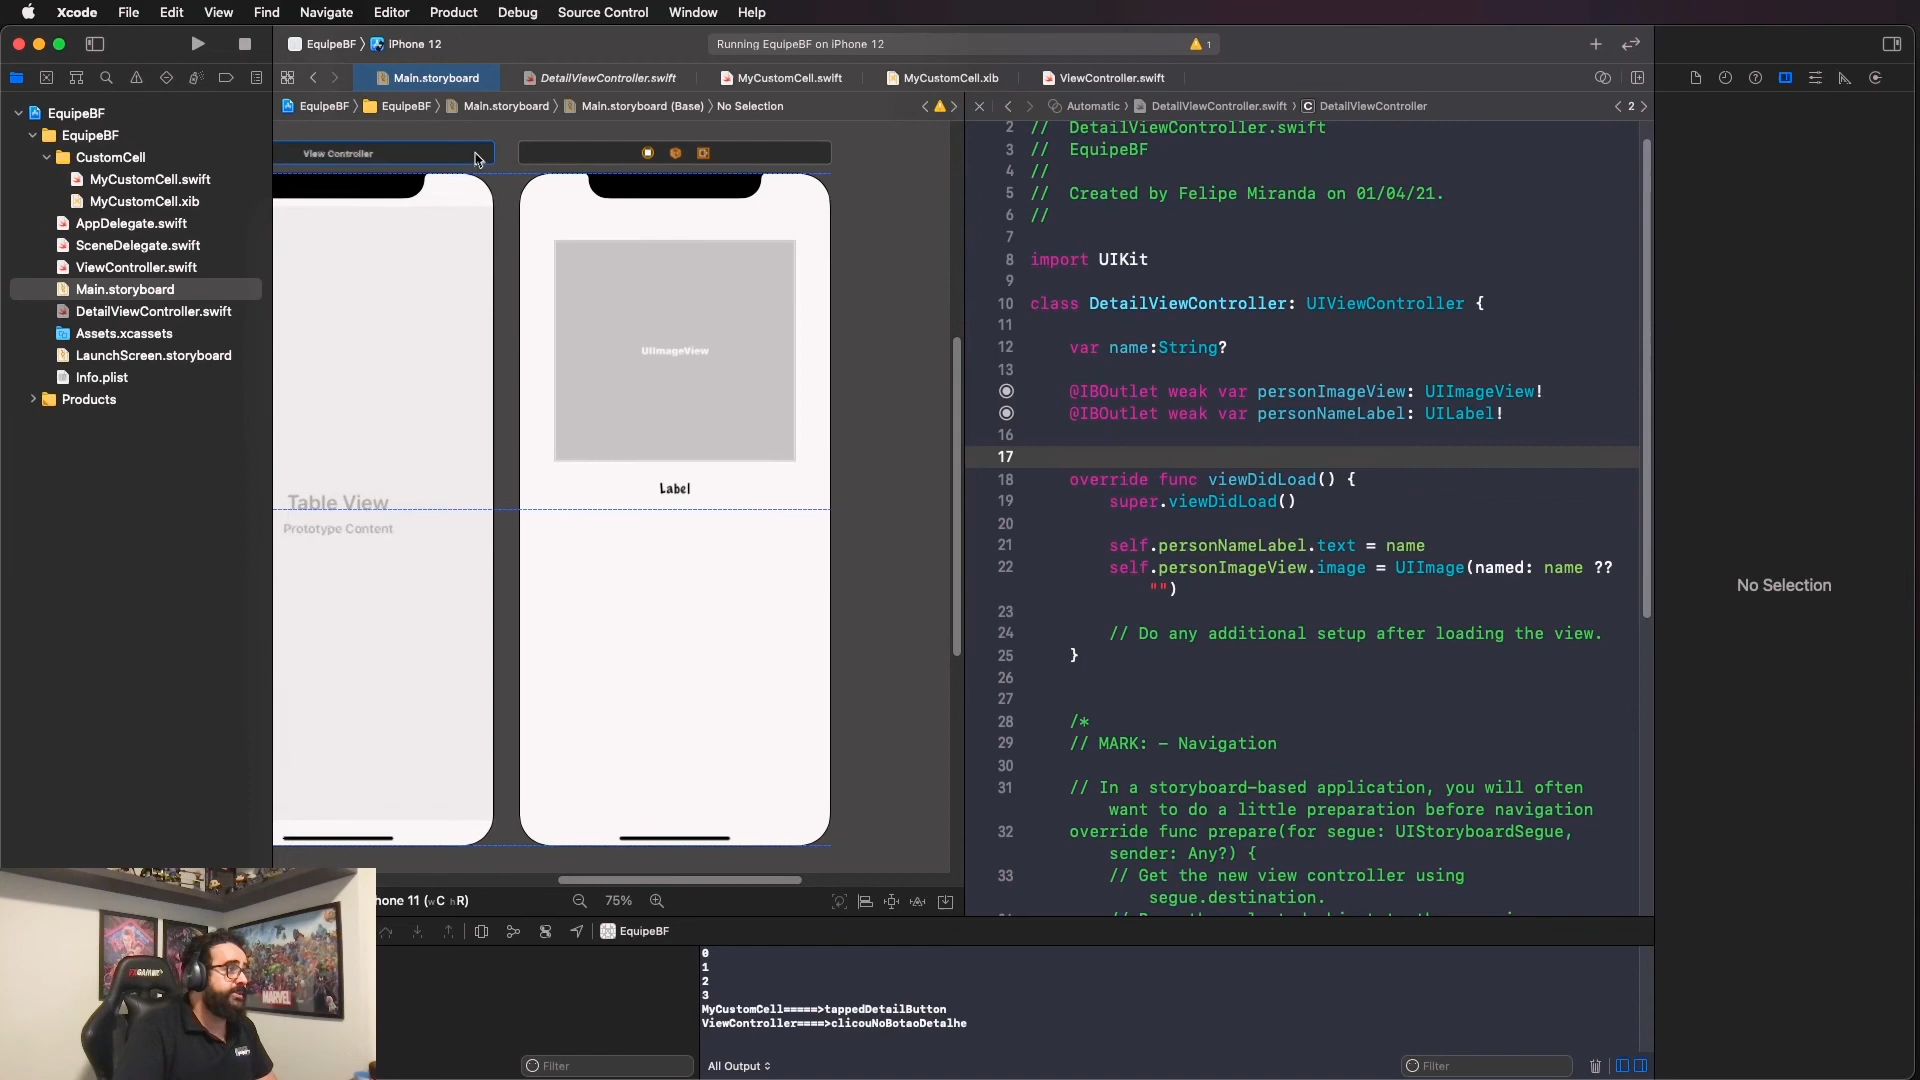 Xcode File Edit View Find Navigate Editor Product Debug Source Control Window Help
EquipeBF 〉 iPhone 12
Running EquipeBF on iPhone 12
1
Main.storyboard
DetailViewController.swift
MyCustomCell.swift
MyCustomCell.xib
ViewController.swift
EquipeBF 〉 EquipeBF 〉 Main.storyboard 〉 Main.storyboard (Base) 〉 No Selection
Automatic 〉 DetailViewController.swift 〉 C DetailViewController
2
EquipeBF
EquipeBF
CustomCell
MyCustomCell.swift
MyCustomCell.xib
AppDelegate.swift
SceneDelegate.swift
ViewController.swift
Main.storyboard
DetailViewController.swift
Assets.xcassets
LaunchScreen.storyboard
Info.plist
Products
View Controller
Table View
Prototype Content
UIImageView
Label
2 // DetailViewController.swift
3 // EquipeBF
4 //
5 // Created by Felipe Miranda on 01/04/21.
6 //
7
8 import UIKit
9
10 class DetailViewController: UIViewController {
11
12 var name:String?
13
@IBOutlet weak var personImageView: UIImageView!
@IBOutlet weak var personNameLabel: UILabel!
16
17
18 override func viewDidLoad() {
19 super.viewDidLoad()
20
21 self.personNameLabel.text = name
22 self.personImageView.image = UIImage(named: name ??
"")
23
24 // Do any additional setup after loading the view.
25 }
26
27
28 /*
29 // MARK: - Navigation
30
31 // In a storyboard-based application, you will often
want to do a little preparation before navigation
32 override func prepare(for segue: UIStoryboardSegue,
sender: Any?) {
33 // Get the new view controller using
segue.destination.
No Selection
hone 11 (wC hR)
75%
EquipeBF
0
1
2
3
MyCustomCell=====>tappedDetailButton
ViewController====>clicouNoBotaoDetalhe
Filter
All Output
Filter
MARVEL